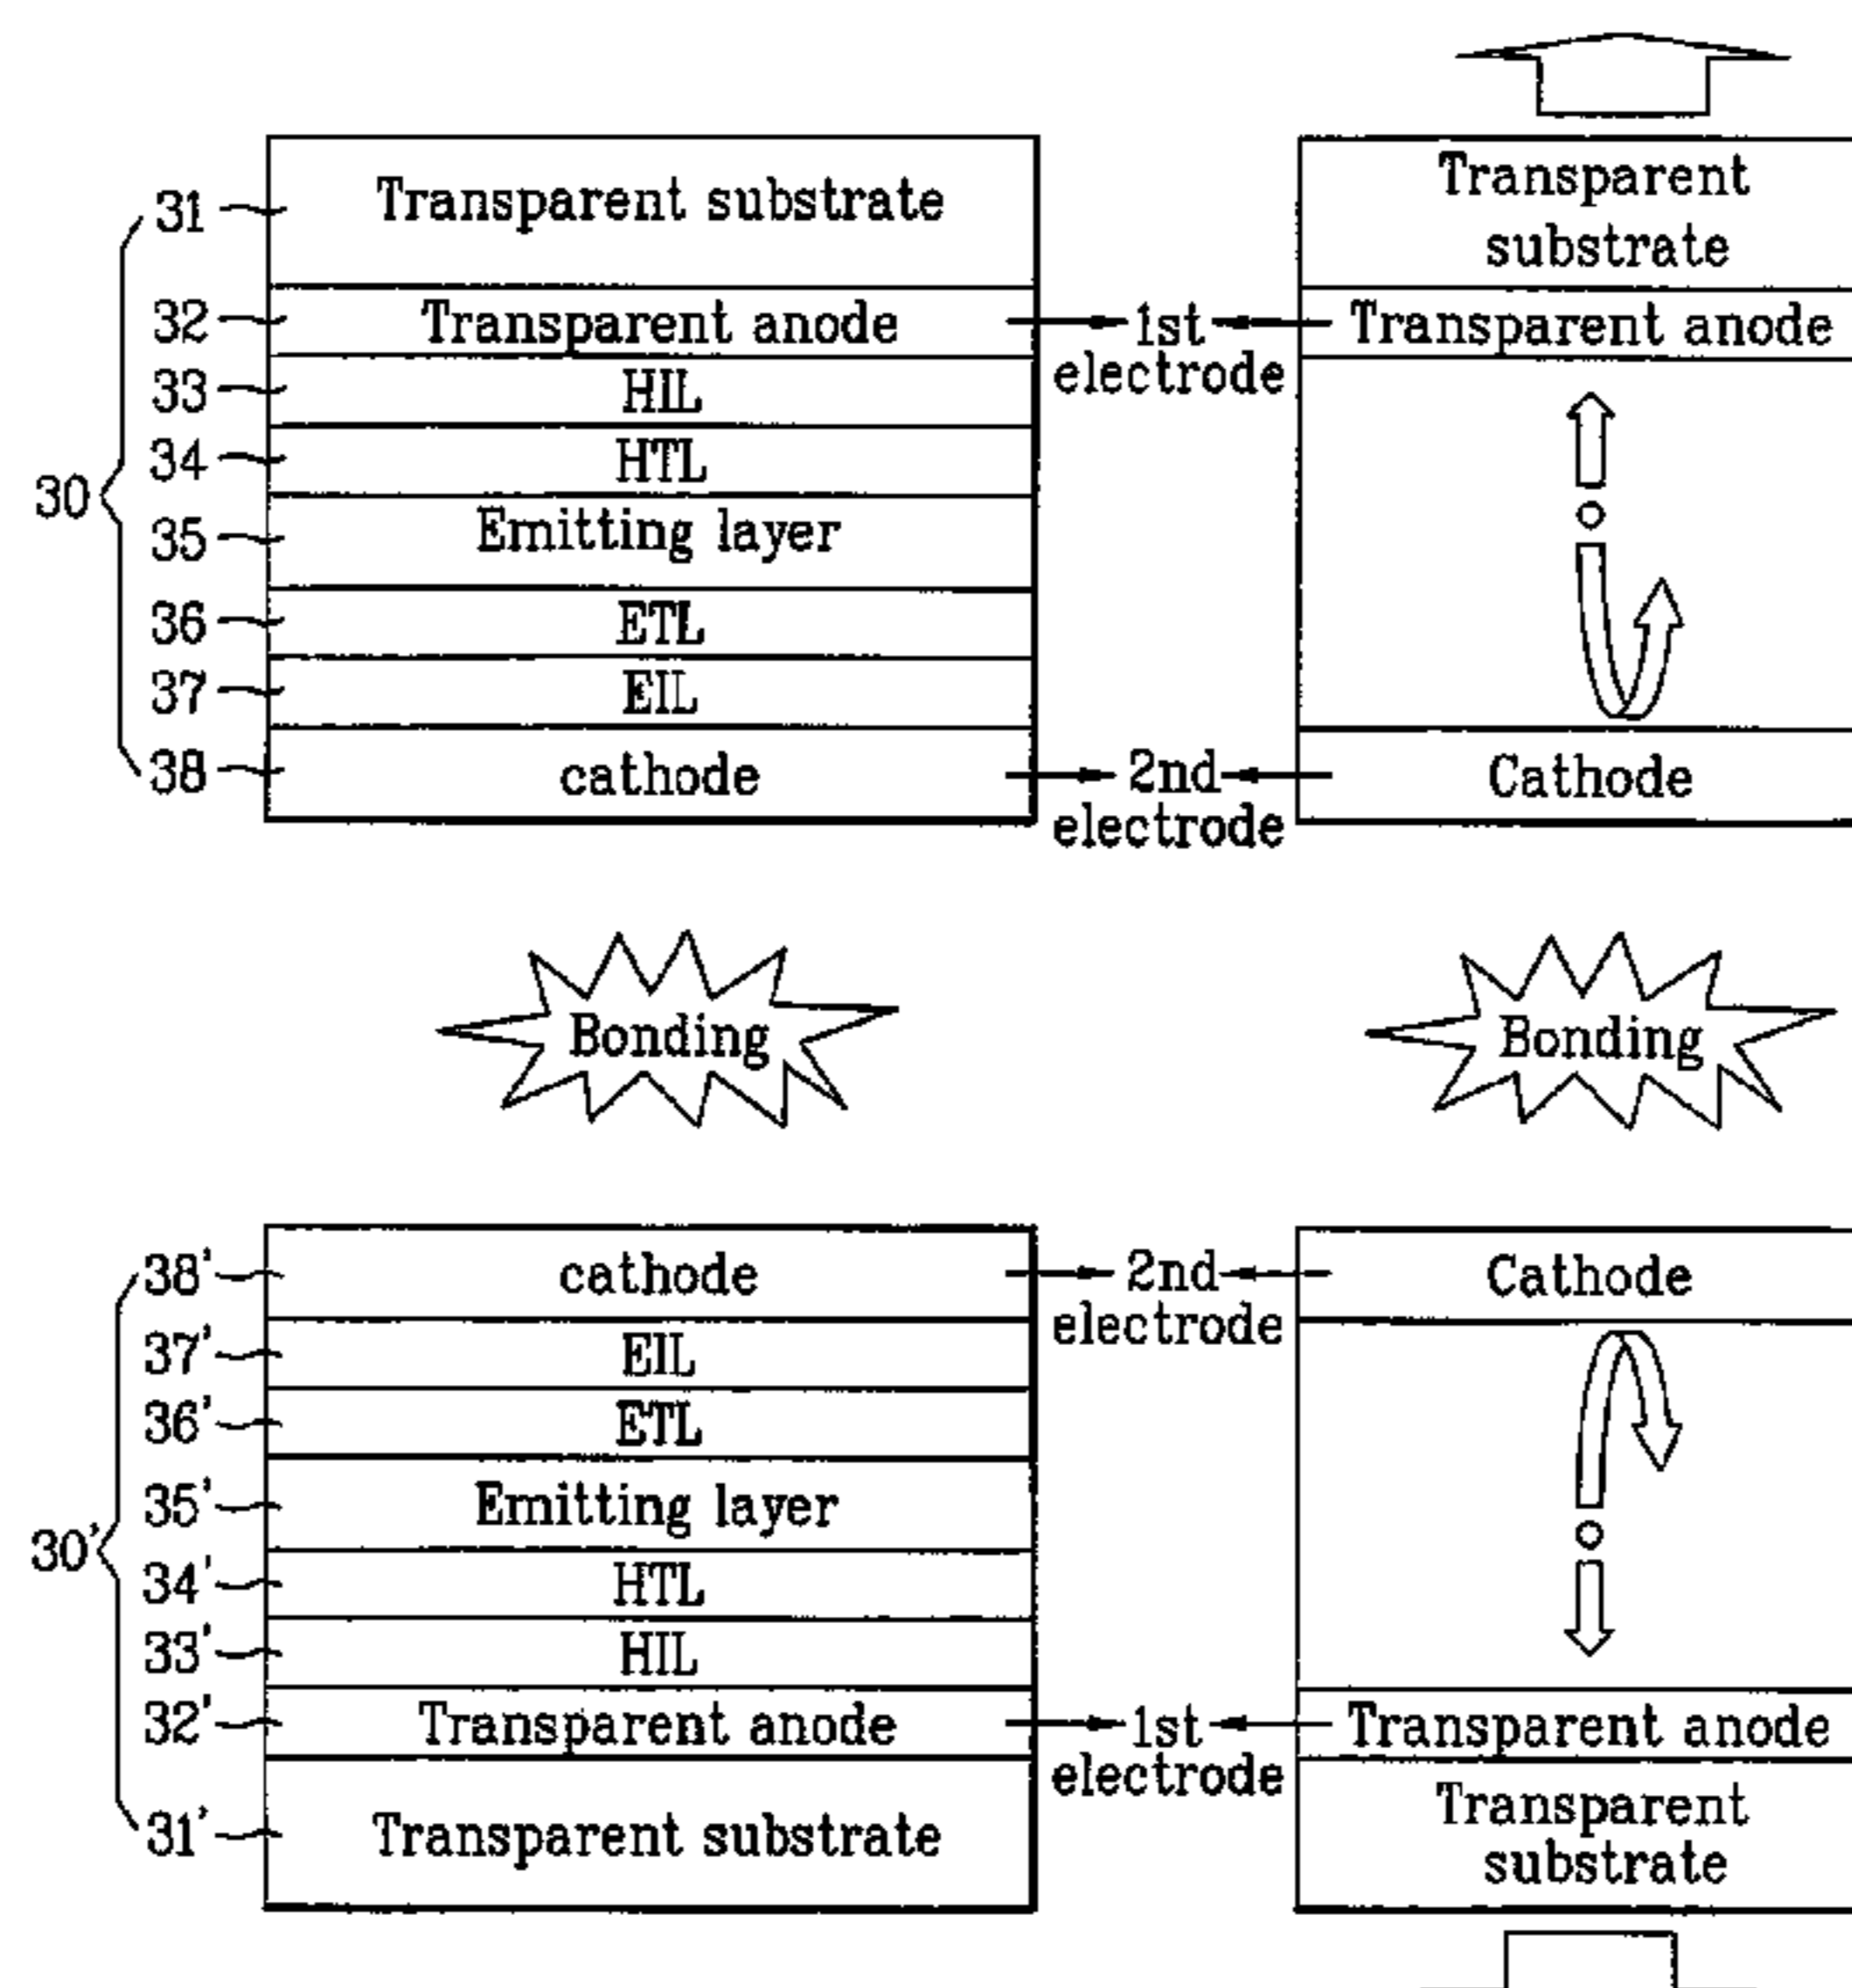 31 Transparent substrate
32 Transparent anode
33 HIL
34 HTL
35 Emitting layer
36 ETL
37 EIL
38 cathode
30
1st
electrode
2nd
electrode
Transparent
substrate
Transparent anode
Cathode
Bonding
Bonding
38' cathode
37' EIL
36' ETL
35' Emitting layer
34' HTL
33' HIL
32' Transparent anode
31' Transparent substrate
30'
2nd
electrode
1st
electrode
Cathode
Transparent anode
Transparent
substrate